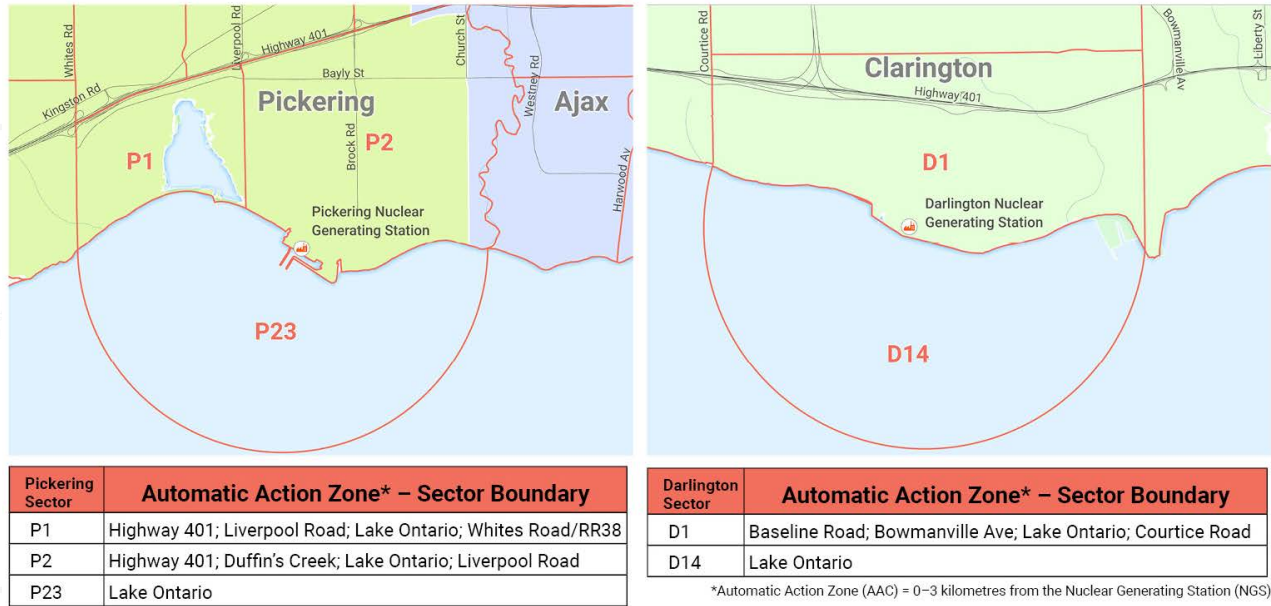 Whites Rd
Liverpool Rd
Highway 401
Church St
Kingston Rd
Bayly St
Westney Rd
Pickering
Ajax
P1
P2
Brock Rd
Harwood Av
Pickering Nuclear
Generating Station
P23
Courtice Rd
Bowmanville Av
Liberty St
Clarington
Highway 401
D1
Darlington Nuclear
Generating Station
D14
Pickering
Sector
Automatic Action Zone* – Sector Boundary
P1 Highway 401; Liverpool Road; Lake Ontario; Whites Road/RR38
P2 Highway 401; Duffin's Creek; Lake Ontario; Liverpool Road
P23 Lake Ontario
Darlington
Sector
Automatic Action Zone* – Sector Boundary
D1 Baseline Road; Bowmanville Ave; Lake Ontario; Courtice Road
D14 Lake Ontario
*Automatic Action Zone (AAC) = 0–3 kilometres from the Nuclear Generating Station (NGS)